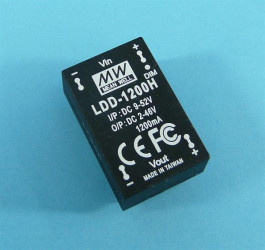 Vin
MW
MEAN WELL
DIM
LDD-1200H
I/P: DC 9-52V
O/P: DC 2-46V
1200mA
CE FC
Vout
MADE IN TAIWAN